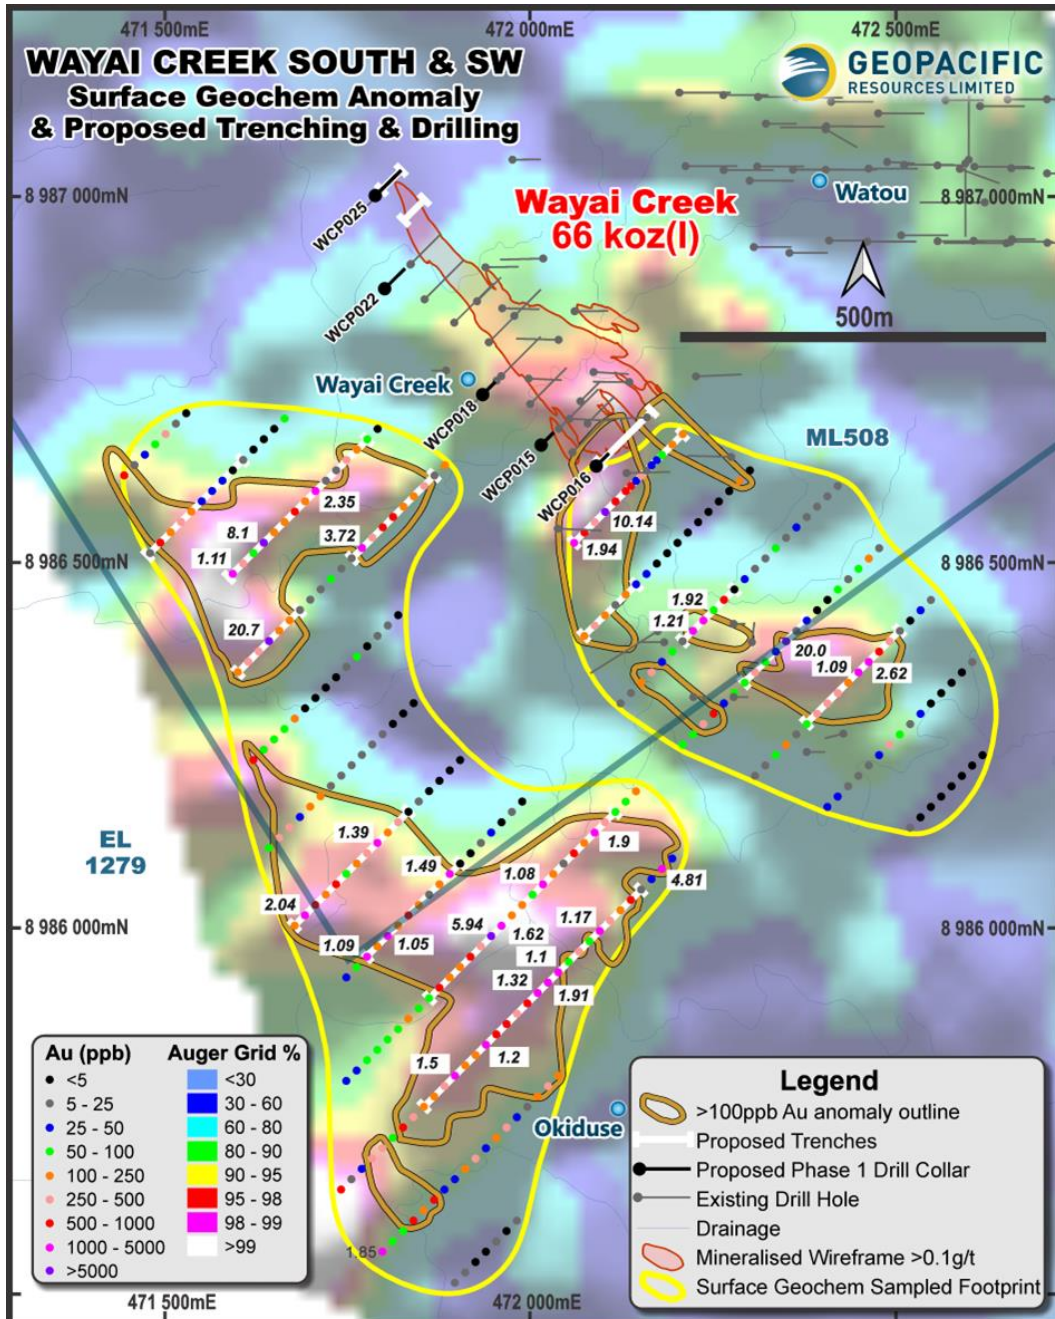 471 500mE
472 000mE
472 500mE
WAYAI CREEK SOUTH & SW
Surface Geochem Anomaly
& Proposed Trenching & Drilling
GEOPACIFIC
RESOURCES LIMITED
8 987 000mN
8 987 000mN
WCP025
Wayai Creek
66 koz(I)
Watou
WCP022
500m
Wayai Creek
WCP018
WCP015
WCP016
ML508
2.35
8.1
3.72
1.11
10.14
1.94
8 986 500mN
8 986 500mN
20.7
1.92
1.21
20.0
1.09
2.62
EL
1279
1.39
1.9
1.49
1.08
4.81
2.04
5.94
1.17
1.62
8 986 000mN
8 986 000mN
1.09
1.05
1.1
1.32
1.91
1.5
1.2
Okiduse
1.85
Au (ppb)
<5
5 - 25
25 - 50
50 - 100
100 - 250
250 - 500
500 - 1000
1000 - 5000
>5000
Auger Grid %
<30
30 - 60
60 - 80
80 - 90
90 - 95
95 - 98
98 - 99
>99
Legend
>100ppb Au anomaly outline
Proposed Trenches
Proposed Phase 1 Drill Collar
Existing Drill Hole
Drainage
Mineralised Wireframe >0.1g/t
Surface Geochem Sampled Footprint
471 500mE
472 000mE